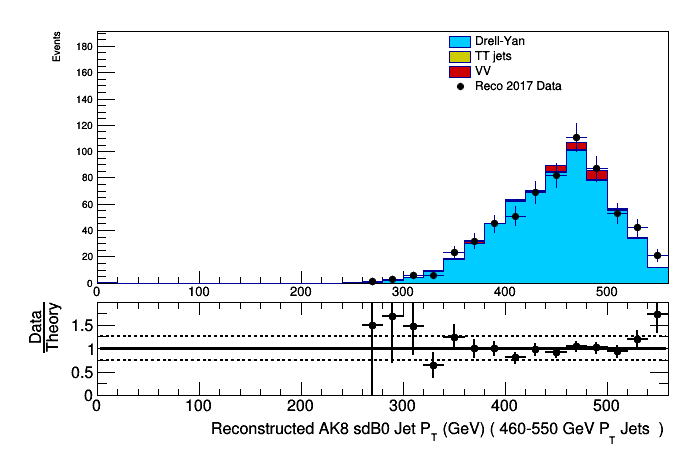 Events
180
160
140
120
100
80
60
40
20
0
Drell-Yan
TT jets
VV
Reco 2017 Data
0 100 200 300 400 500
Data
Theory
1.5
1
0.5
0
0 100 200 300 400 500
Reconstructed AK8 sdB0 Jet P_T (GeV) ( 460-550 GeV P_T Jets )